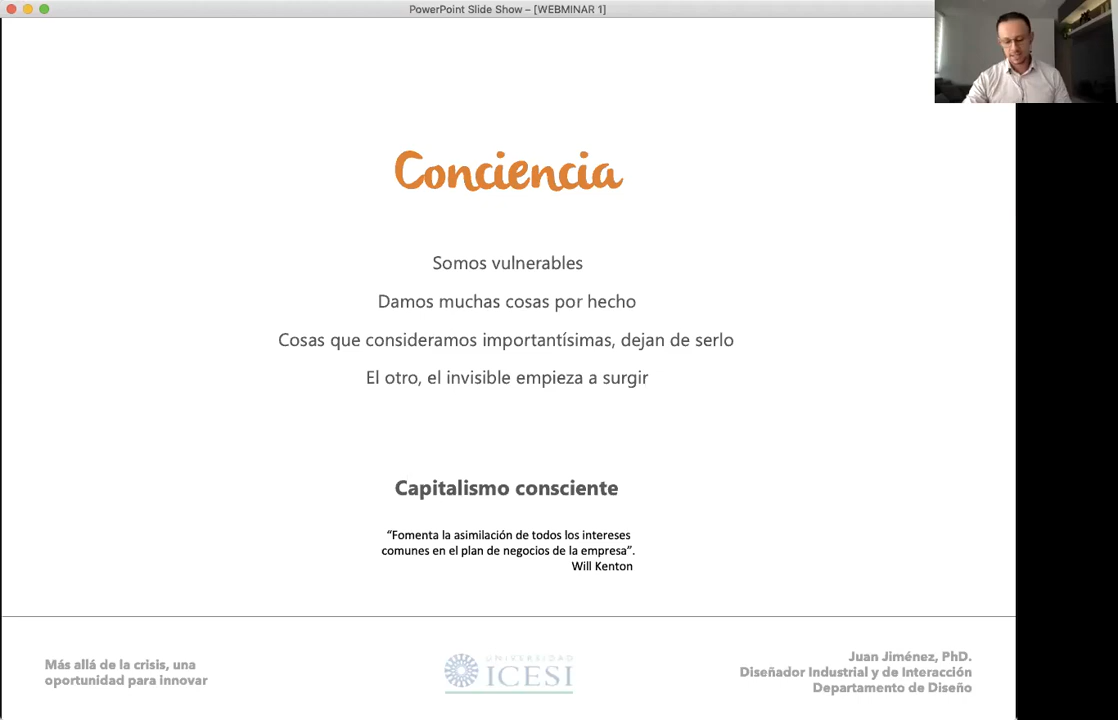 PowerPoint Slide Show – [WEBMINAR 1]
Conciencia
Somos vulnerables
Damos muchas cosas por hecho
Cosas que consideramos importantísimas, dejan de serlo
El otro, el invisible empieza a surgir
Capitalismo consciente
“Fomenta la asimilación de todos los intereses
comunes en el plan de negocios de la empresa”.
Will Kenton
Más allá de la crisis, una
oportunidad para innovar
UNIVERSIDAD
ICESI
Juan Jiménez, PhD.
Diseñador Industrial y de Interacción
Departamento de Diseño